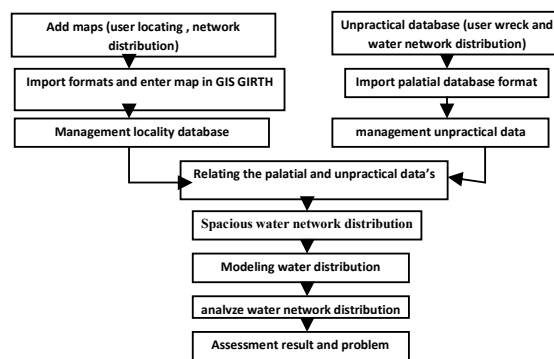 Add maps (user locating , network
distribution)
Import formats and enter map in GIS GIRTH
Management locality database
Unpractical database (user wreck and
water network distribution)
Import palatial database format
management unpractical data
Relating the palatial and unpractical data's
Spacious water network distribution
Modeling water distribution
analvze water network distribution
Assessment result and problem